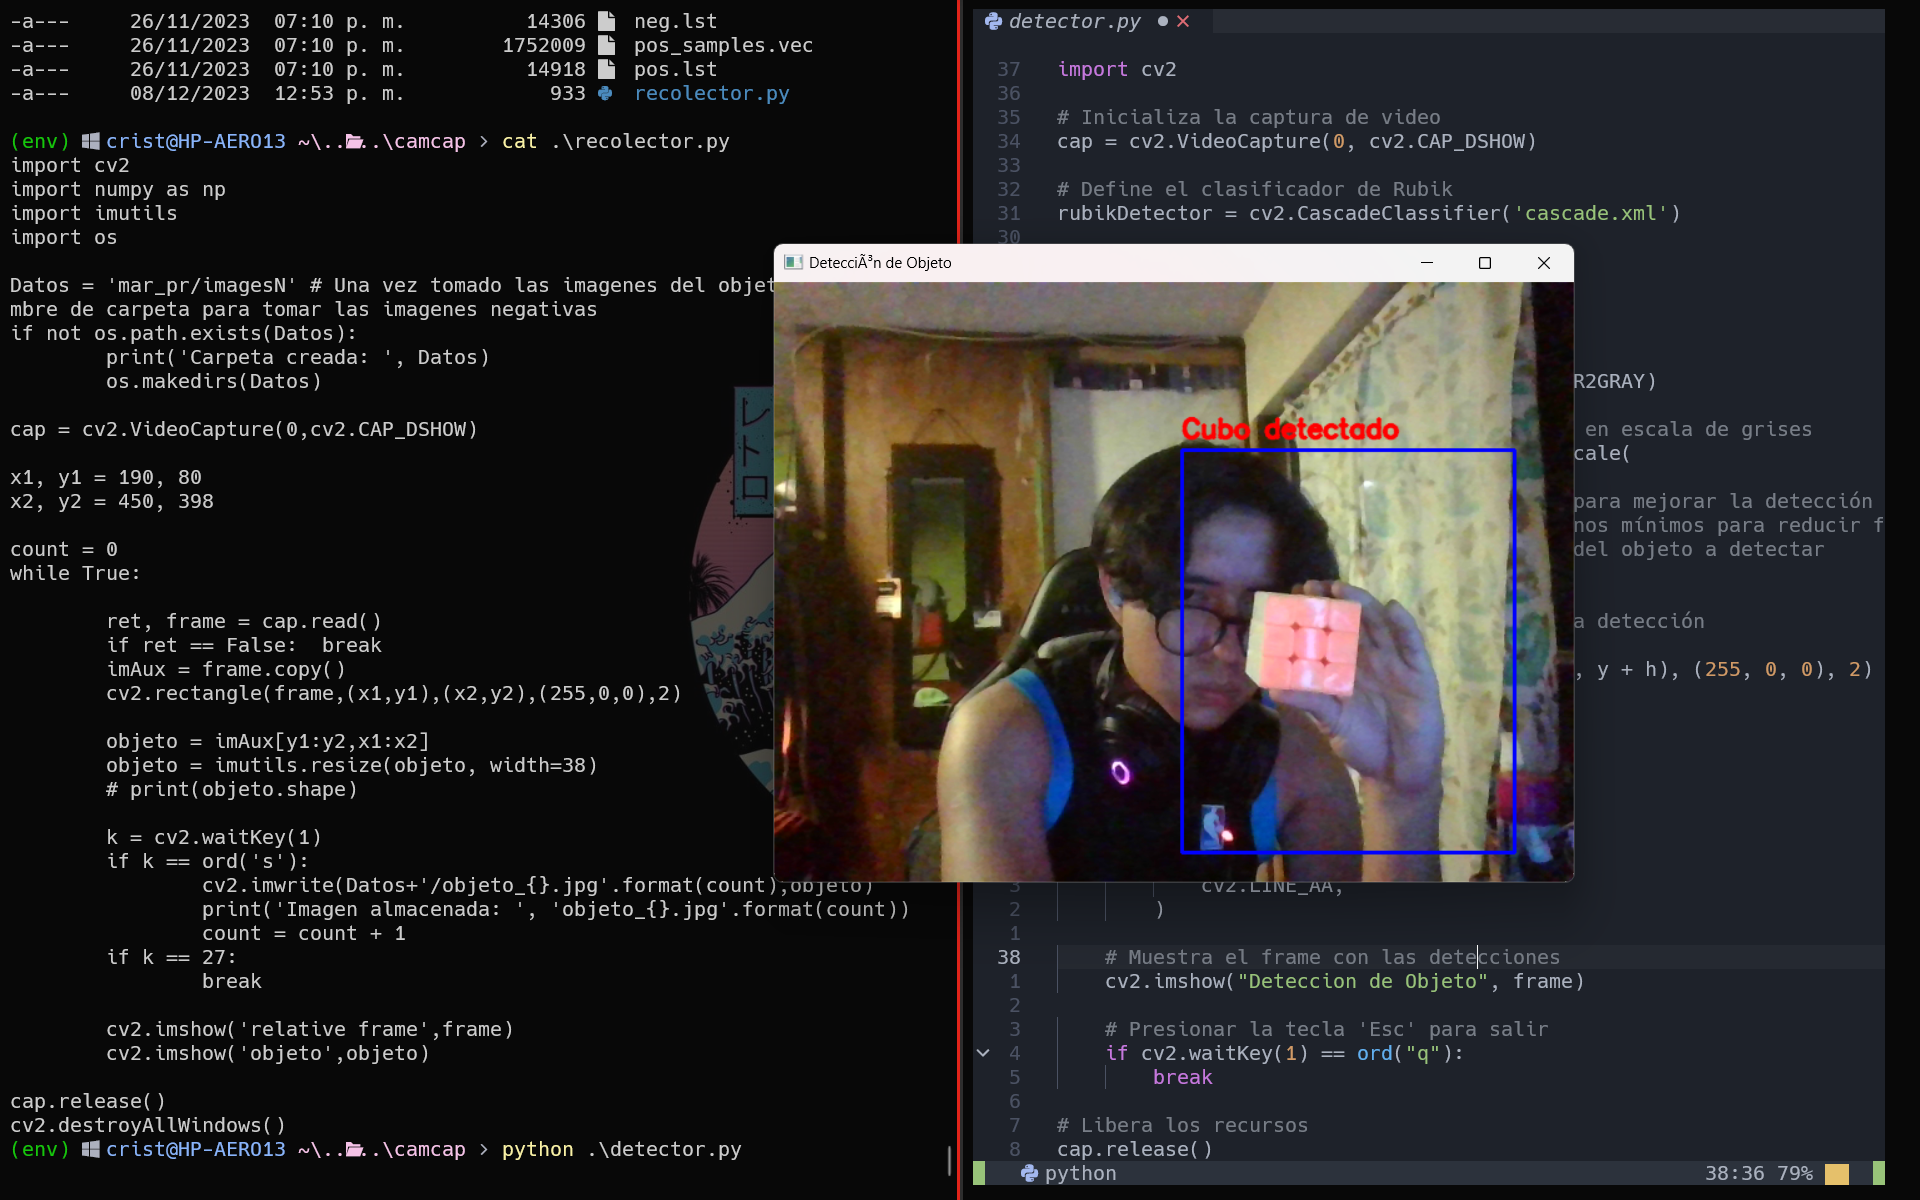 -a---     26/11/2023  07:10 p. m.          14306 neg.lst
-a---     26/11/2023  07:10 p. m.        1752009 pos_samples.vec
-a---     26/11/2023  07:10 p. m.          14918 pos.lst
-a---     08/12/2023  12:53 p. m.            933 recolector.py
(env) crist@HP-AERO13 ~\.. ..\camcap > cat .\recolector.py
import cv2
import numpy as np
import imutils
import os
Datos = 'mar_pr/imagesN' # Una vez tomado las imagenes del objet
mbre de carpeta para tomar las imagenes negativas
if not os.path.exists(Datos):
        print('Carpeta creada: ', Datos)
        os.makedirs(Datos)
cap = cv2.VideoCapture(0,cv2.CAP_DSHOW)
x1, y1 = 190, 80
x2, y2 = 450, 398
count = 0
while True:
        ret, frame = cap.read()
        if ret == False:  break
        imAux = frame.copy()
        cv2.rectangle(frame,(x1,y1),(x2,y2),(255,0,0),2)
        objeto = imAux[y1:y2,x1:x2]
        objeto = imutils.resize(objeto, width=38)
        # print(objeto.shape)
        k = cv2.waitKey(1)
        if k == ord('s'):
                cv2.imwrite(Datos+'/objeto_{}.jpg'.format(count),objeto)
                print('Imagen almacenada: ', 'objeto_{}.jpg'.format(count))
                count = count + 1
        if k == 27:
                break
        cv2.imshow('relative frame',frame)
        cv2.imshow('objeto',objeto)
cap.release()
cv2.destroyAllWindows()
(env) crist@HP-AERO13 ~\.. ..\camcap > python .\detector.py
レトロ
detector.py ● ×
37 import cv2
36
35 # Inicializa la captura de video
34 cap = cv2.VideoCapture(0, cv2.CAP_DSHOW)
33
32 # Define el clasificador de Rubik
31 rubikDetector = cv2.CascadeClassifier('cascade.xml')
30
DetecciÃ³n de Objeto
Cubo detectado
R2GRAY)
en escala de grises
cale(
para mejorar la detección
nos mínimos para reducir f
del objeto a detectar
a detección
, y + h), (255, 0, 0), 2)
3 cv2.LINE_AA,
2 )
1
38 # Muestra el frame con las detecciones
1 cv2.imshow("Deteccion de Objeto", frame)
2
3 # Presionar la tecla 'Esc' para salir
4 if cv2.waitKey(1) == ord("q"):
5 break
6
7 # Libera los recursos
8 cap.release()
python 38:36 79%